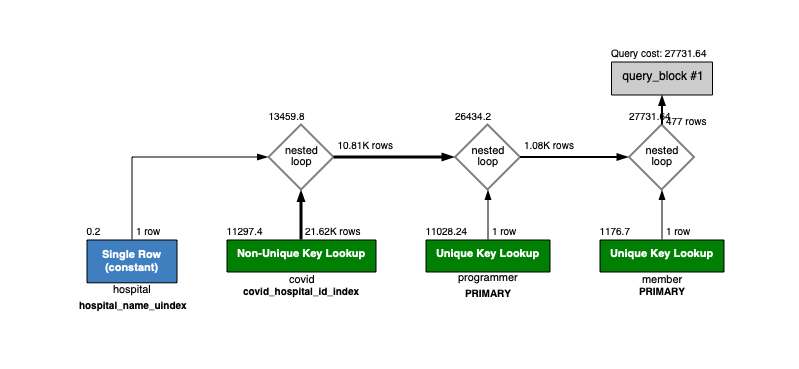 Query cost: 27731.64
query_block #1
13459.8
26434.2
27731.64
477 rows
nested
loop
10.81K rows
nested
loop
1.08K rows
nested
loop
0.2
1 row
11297.4
21.62K rows
11028.24
1 row
1176.7
1 row
Single Row
(constant)
Non-Unique Key Lookup
Unique Key Lookup
Unique Key Lookup
hospital
covid
programmer
member
hospital_name_uindex
covid_hospital_id_index
PRIMARY
PRIMARY